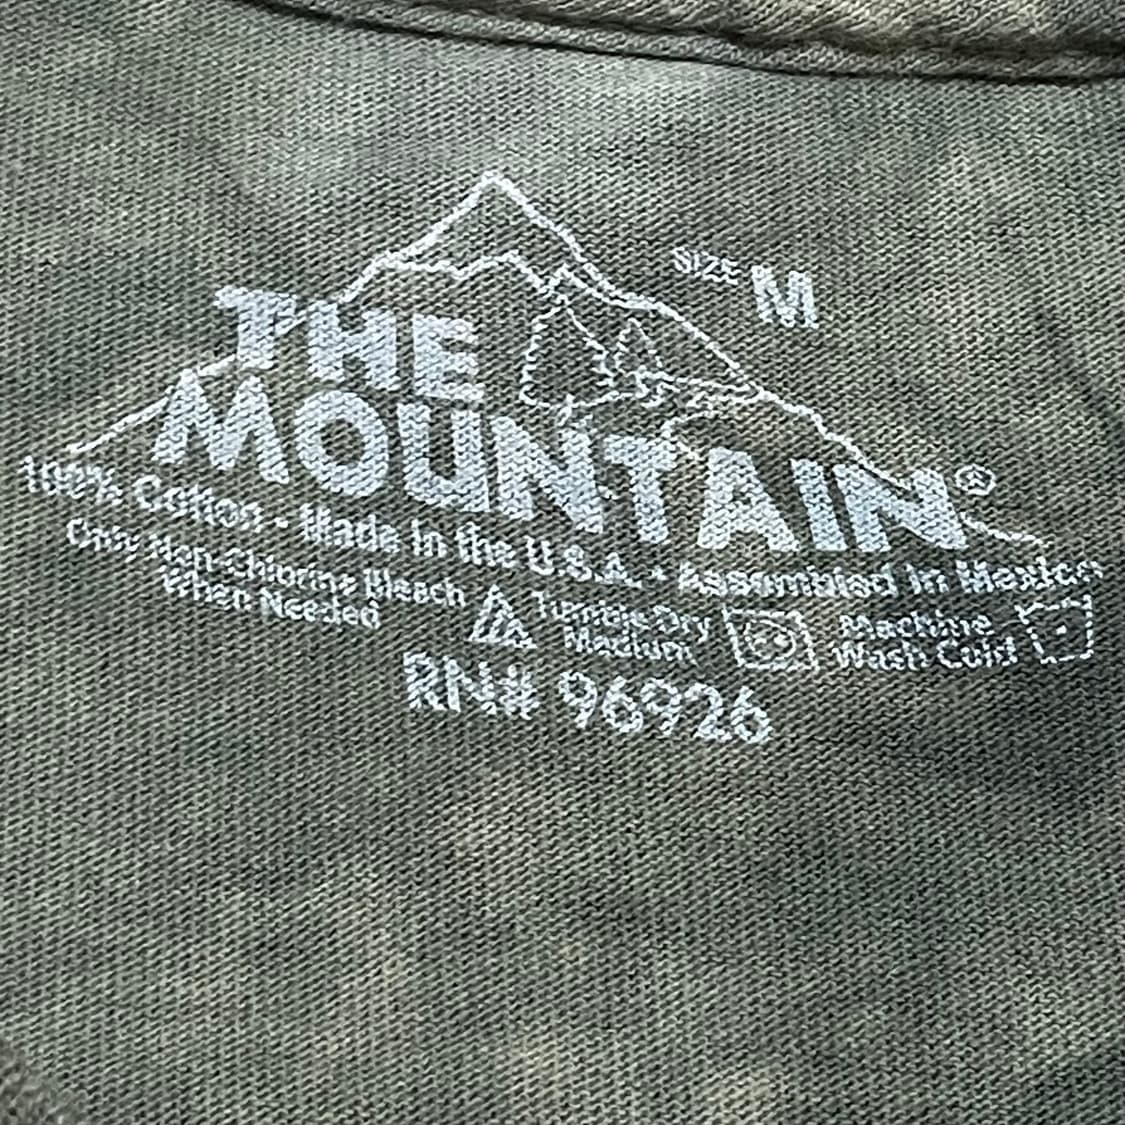 SIZE M
THE
MOUNTAIN®
100% Cotton - Made in the U.S.A. • Assembled in Mexico
Only Non-Chlorine Bleach
When Needed
Tumble Dry
Medium
Machine
Wash Cold
RN# 96926